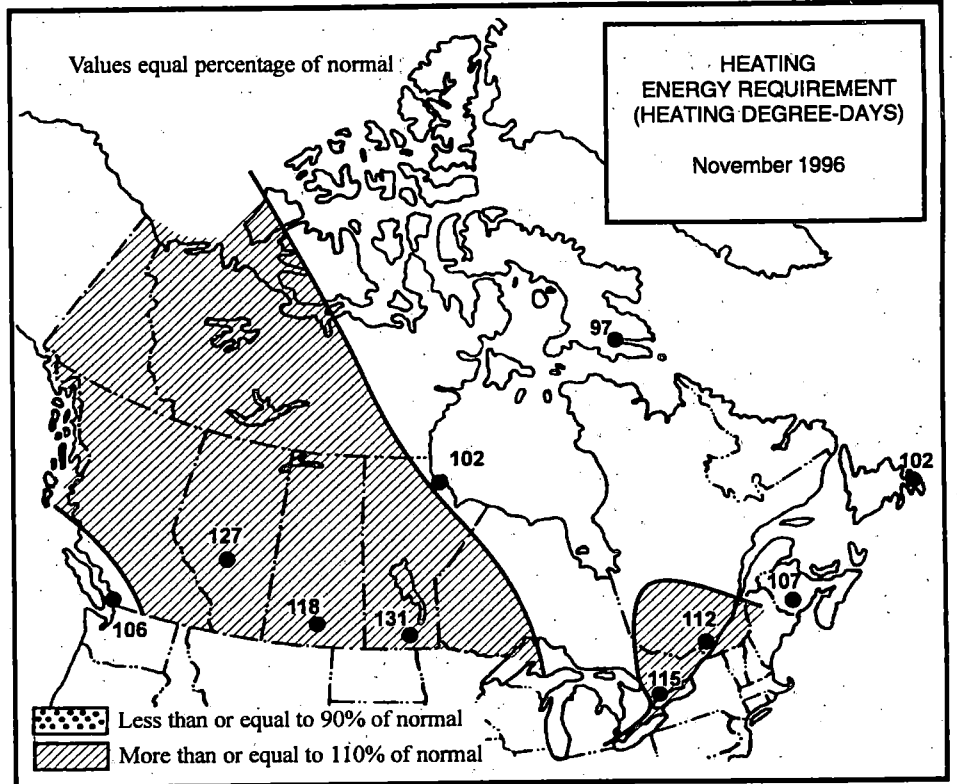 Values equal percentage of normal
HEATING
ENERGY REQUIREMENT
(HEATING DEGREE-DAYS)
November 1996
97
102
102
127
107
118
131
112
106
115
Less than or equal to 90% of normal
More than or equal to 110% of normal